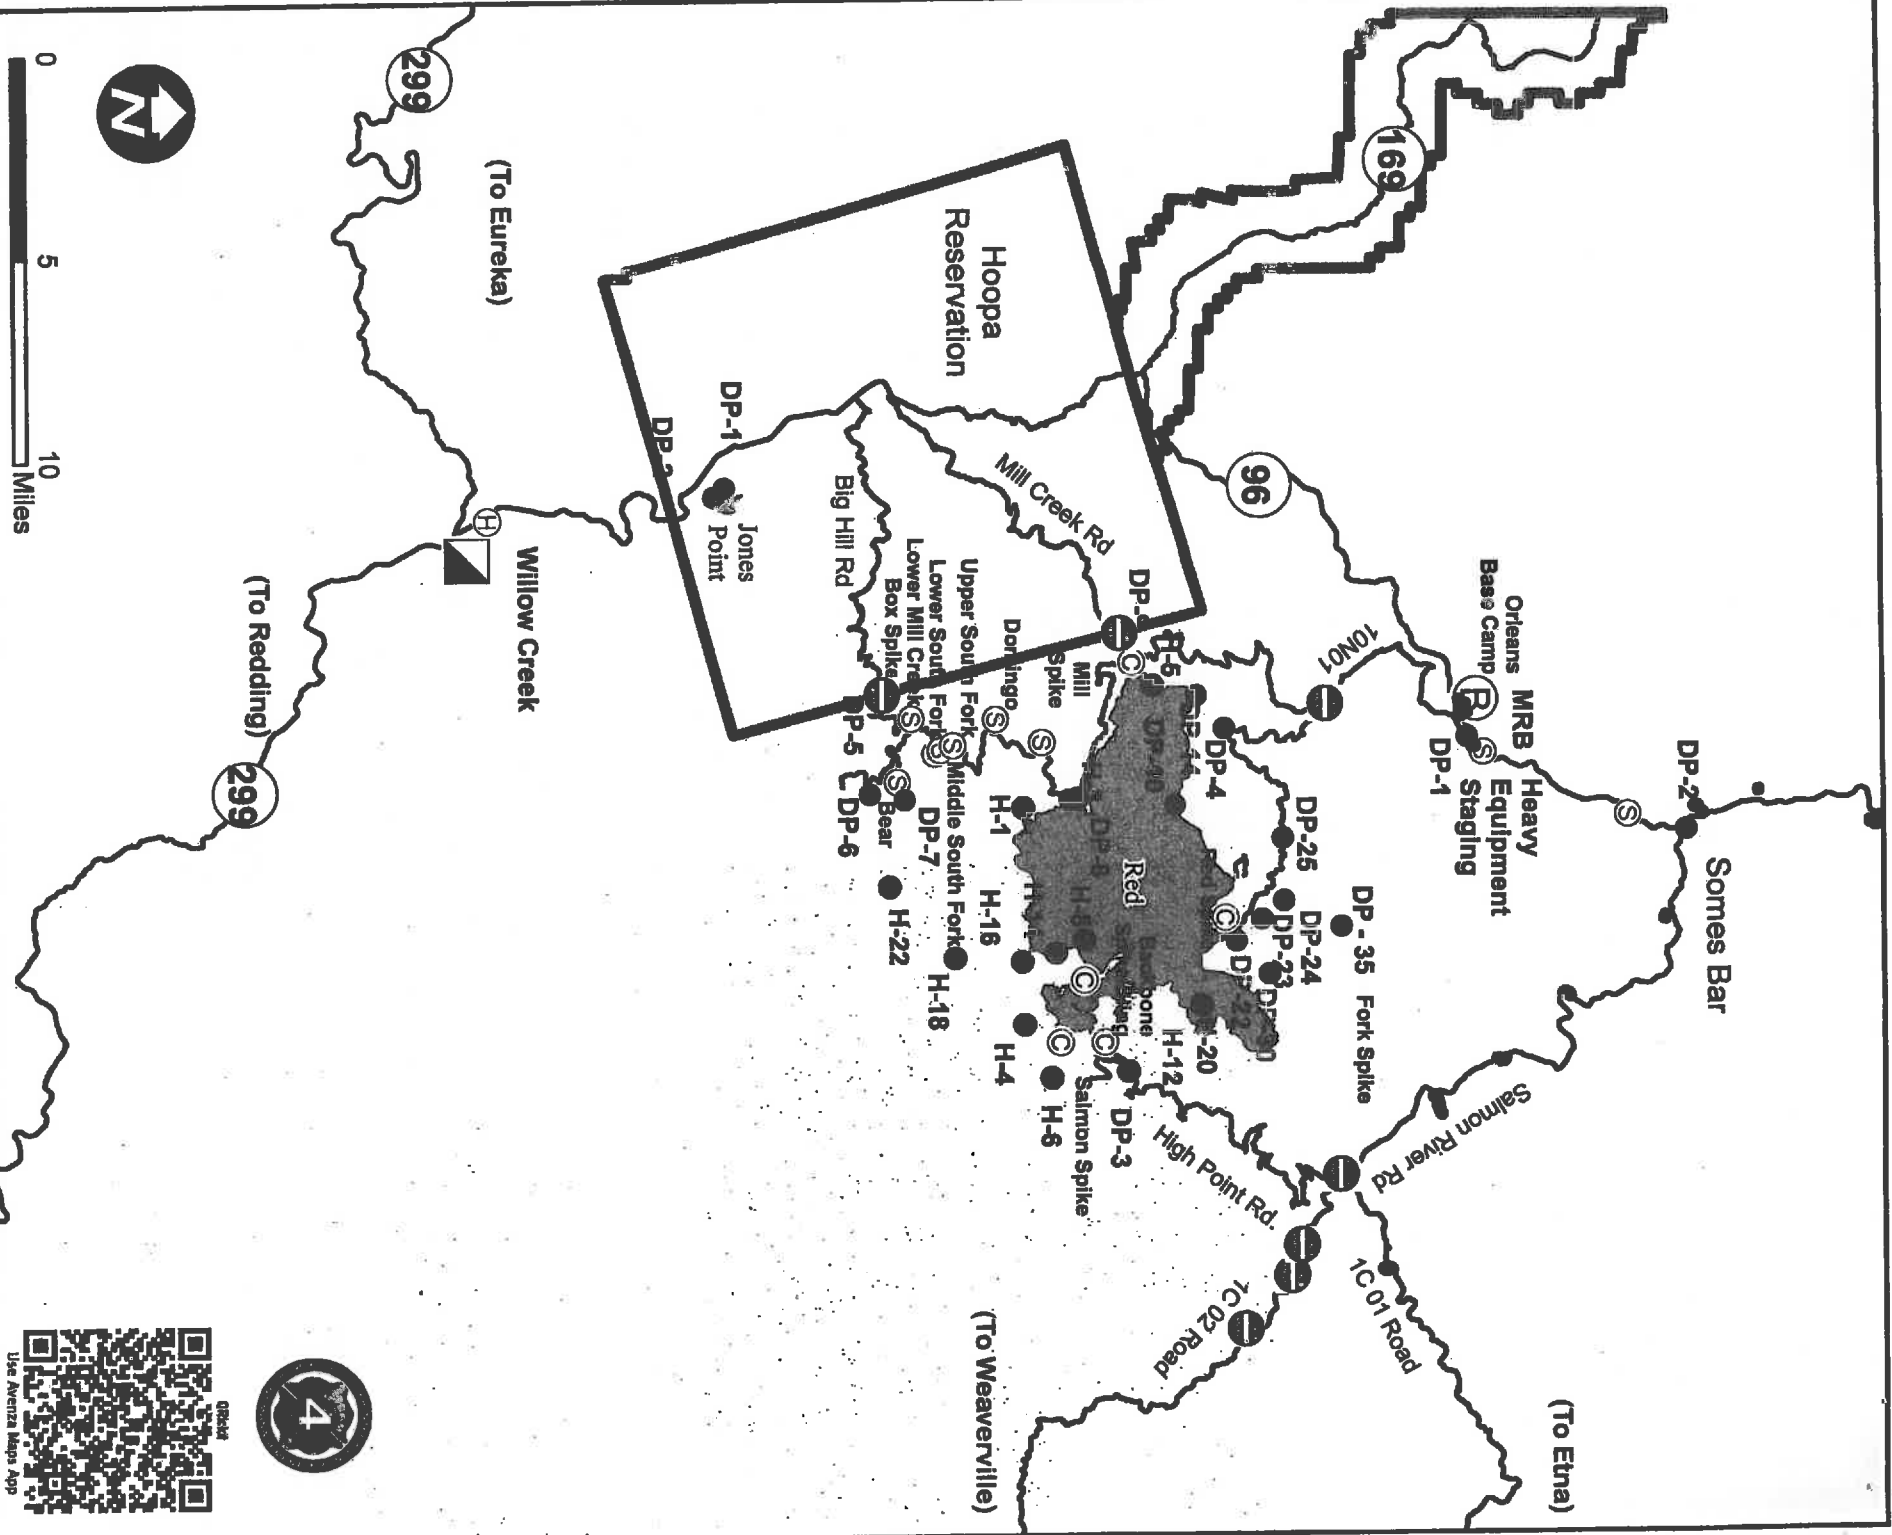 DP-2
Somes Bar
(To Etna)
Orleans
Base Camp
MRB
Heavy
Equipment
Staging
R
S
DP-1
DP - 35
Fork Spike
Salmon River Rd
1C 01 Road
169
96
10N01
DP-25
DP-24
DP-23
DP-4
C
H-12
High Point Rd.
1C 02 Road
DP-3
Salmon Spike
Red
Mill Creek Rd
Mill
Spike
Hoopa
Reservation
H-1
H-16
H-4
H-6
Domingo
Upper South Fork
Lower South Fork
Lower Mill Creek
Box Spike
Middle South Fork
H-18
H-22
DP-7
Bear
DP-6
DP-5
Big Hill Rd
DP-1
Jones
Point
(To Weaverville)
(To Eureka)
Willow Creek
H
299
(To Redding)
299
4
N
0
5
10
Miles
Use Avenza Maps App